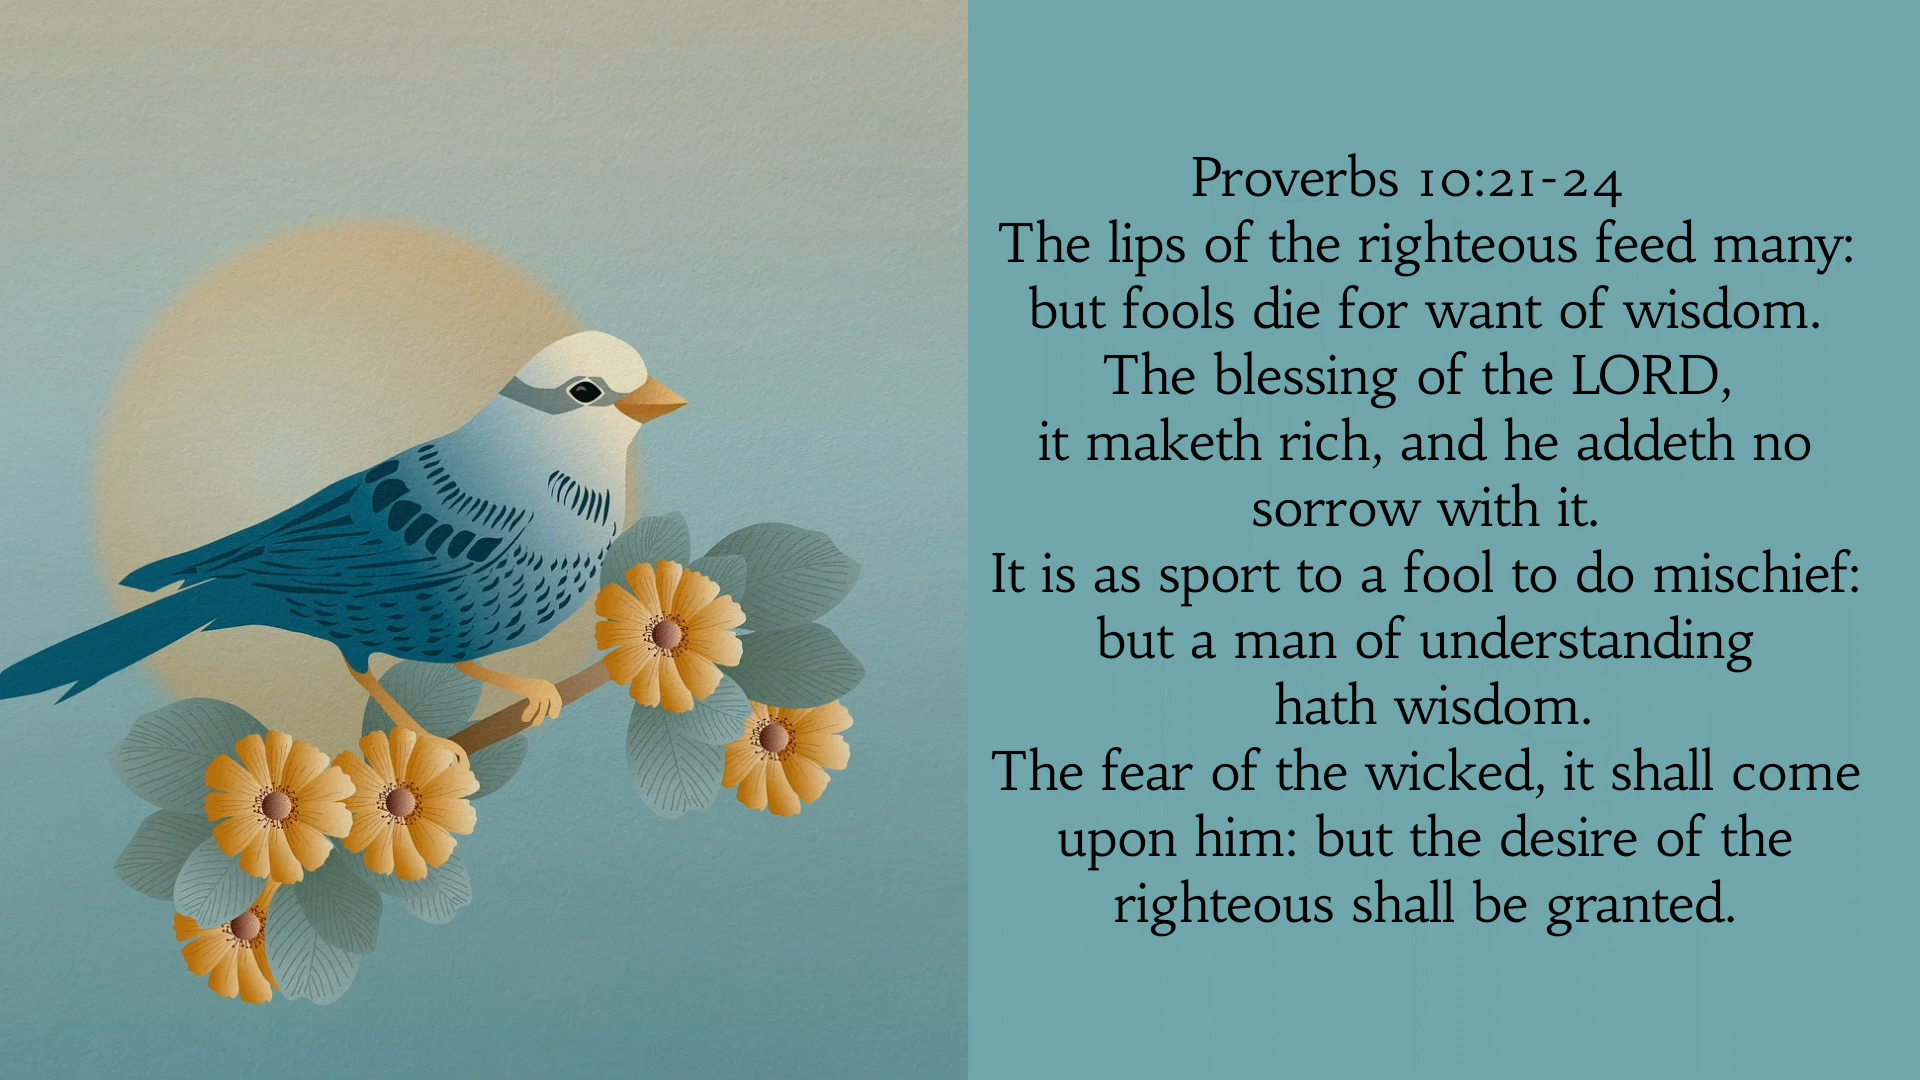 Proverbs 10:21-24
The lips of the righteous feed many:
but fools die for want of wisdom.
The blessing of the LORD,
it maketh rich, and he addeth no
sorrow with it.
It is as sport to a fool to do mischief:
but a man of understanding
hath wisdom.
The fear of the wicked, it shall come
upon him: but the desire of the
righteous shall be granted.